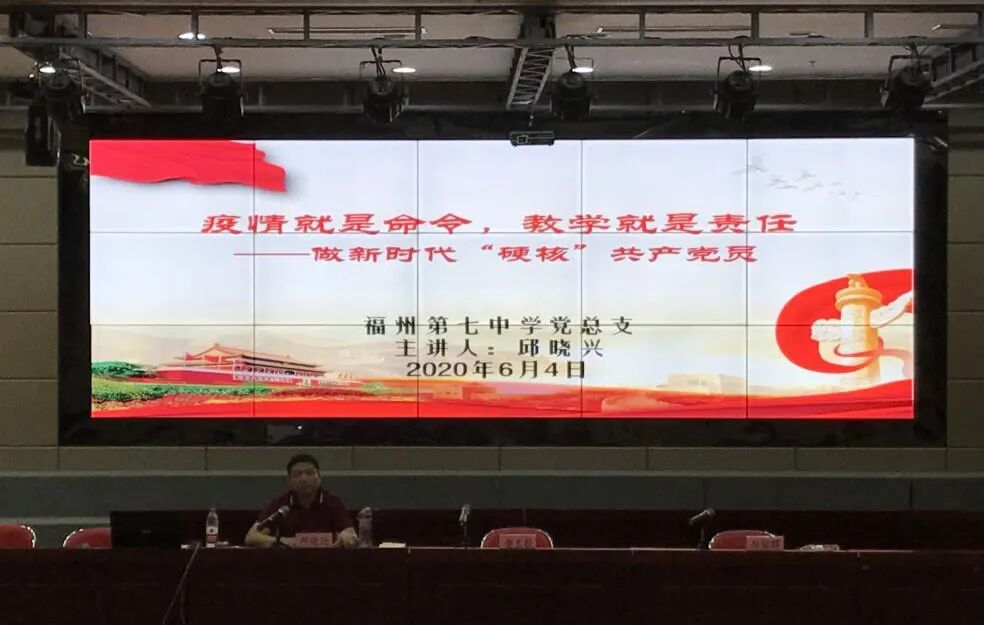 疫情就是命令，教学就是责任
——做新时代“硬核”共产党员
福州第七中学党总支
主讲人：邱晓兴
2020年6月4日